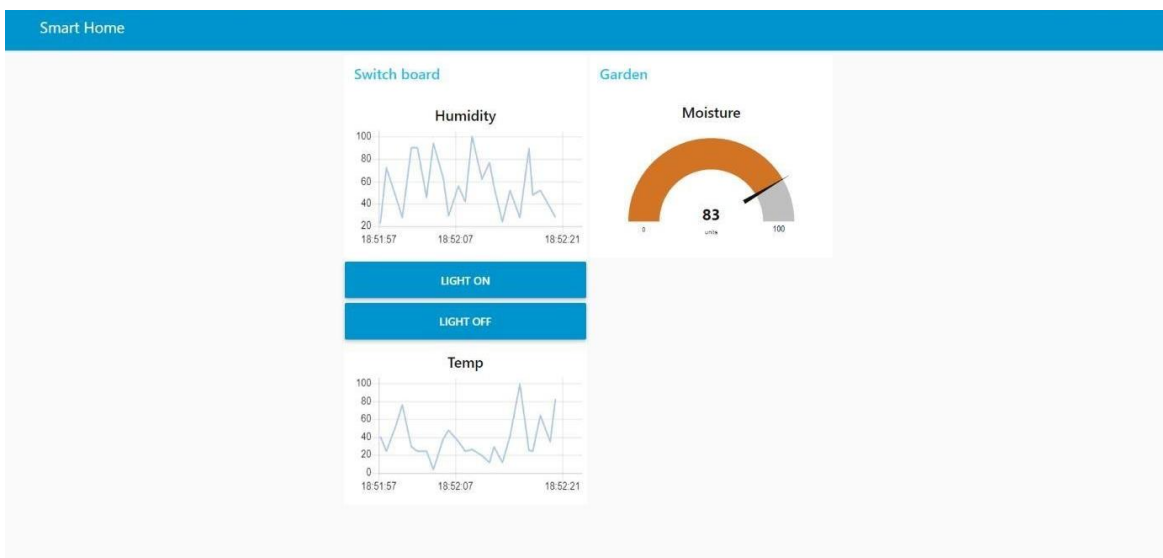 Smart Home
Switch board
Humidity
100
80
60
40
20
18:51:57 18:52:07 18:52:21
LIGHT ON
LIGHT OFF
Temp
100
80
60
40
20
0
18:51:57 18:52:07 18:52:21
Garden
Moisture
83
units
0 100